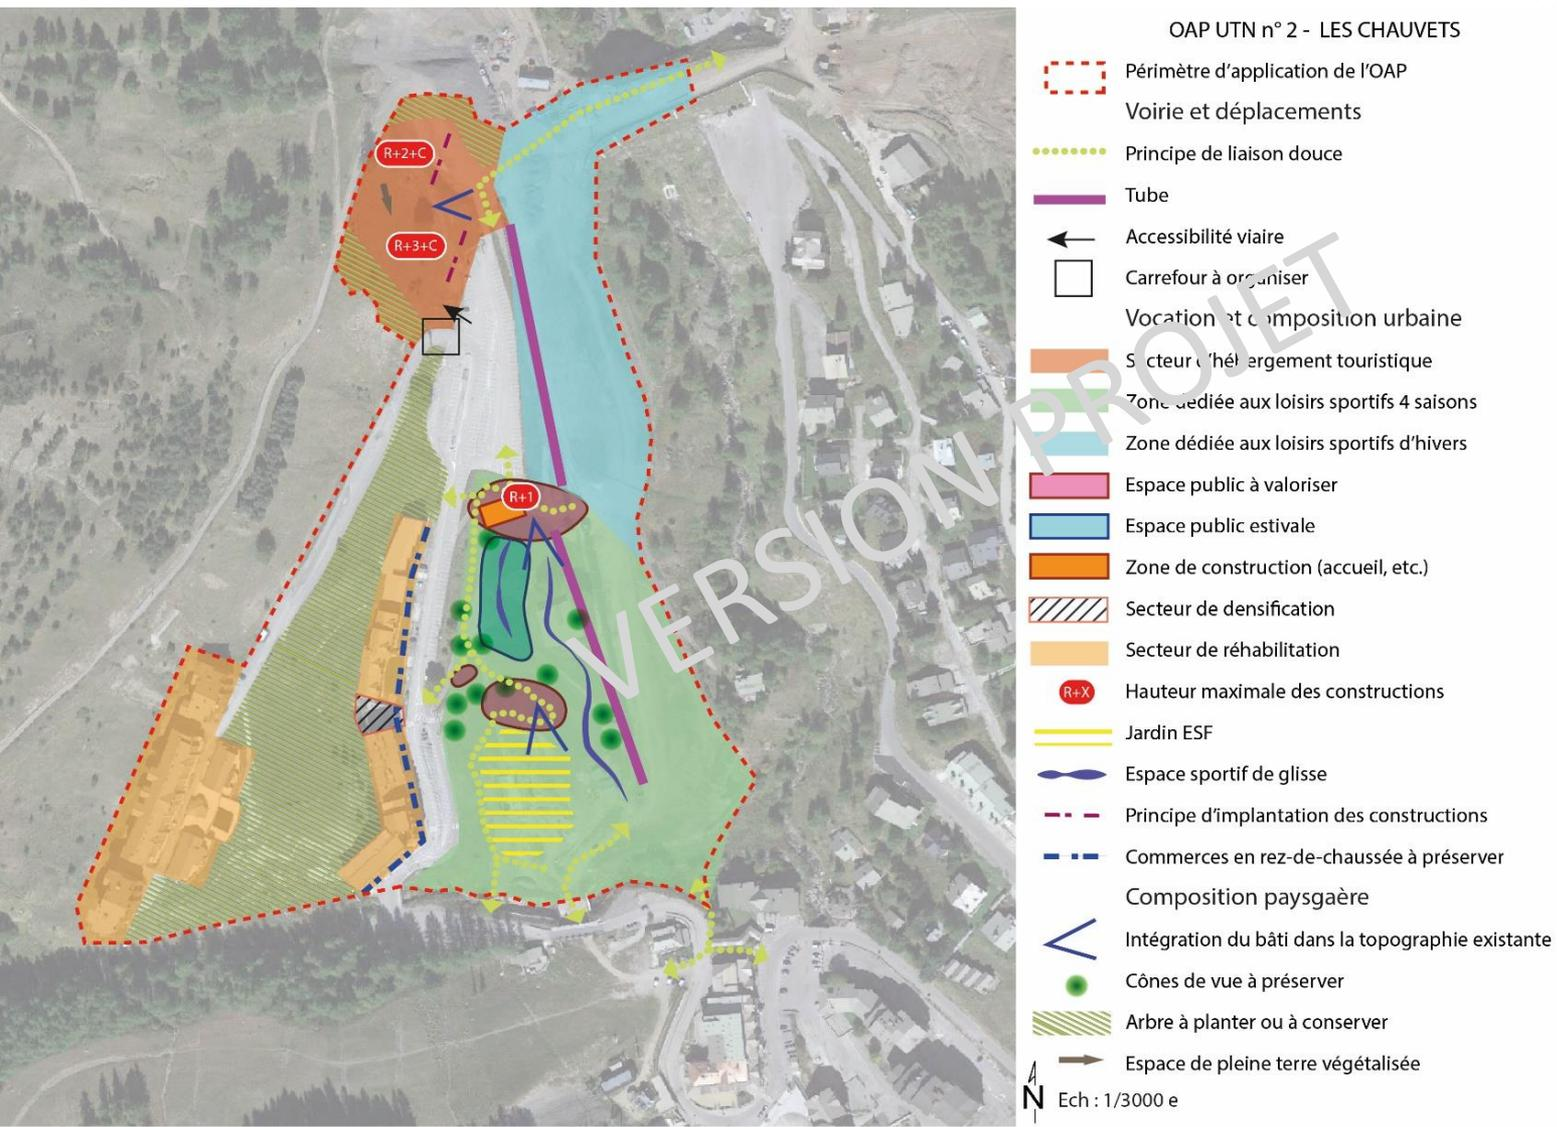 OAP UTN n° 2 - LES CHAUVETS
Périmètre d'application de l'OAP
Voirie et déplacements
Principe de liaison douce
Tube
Accessibilité viaire
Carrefour à organiser
Vocation et composition urbaine
Secteur d'hébergement touristique
Zone dédiée aux loisirs sportifs 4 saisons
Zone dédiée aux loisirs sportifs d'hivers
Espace public à valoriser
Espace public estivale
Zone de construction (accueil, etc.)
Secteur de densification
Secteur de réhabilitation
R+X Hauteur maximale des constructions
Jardin ESF
Espace sportif de glisse
Principe d'implantation des constructions
Commerces en rez-de-chaussée à préserver
Composition paysgaère
Intégration du bâti dans la topographie existante
Cônes de vue à préserver
Arbre à planter ou à conserver
Espace de pleine terre végétalisée
N Ech : 1/3000 e
R+2+C
R+3+C
R+1
VERSION PROJET